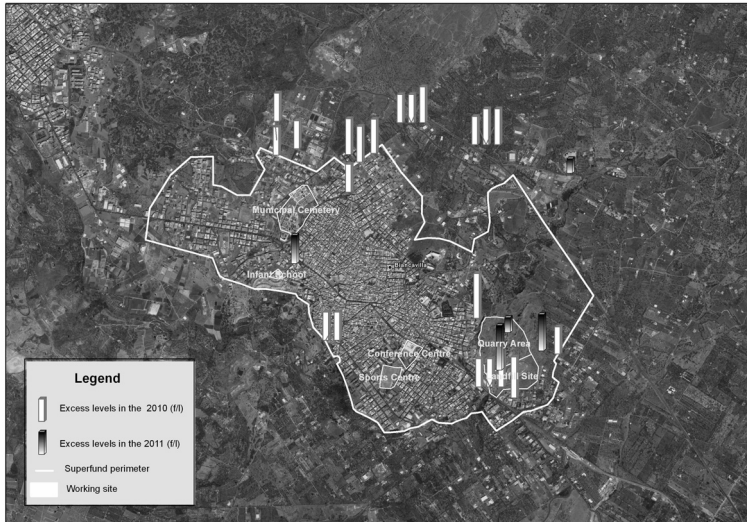 Municipal Cemetery
Biancavilla
Infant School
Quarry Area
Conference Centre
Sports Centre
Landfill Site
Legend
Excess levels in the 2010 (f/l)
Excess levels in the 2011 (f/l)
Superfund perimeter
Working site